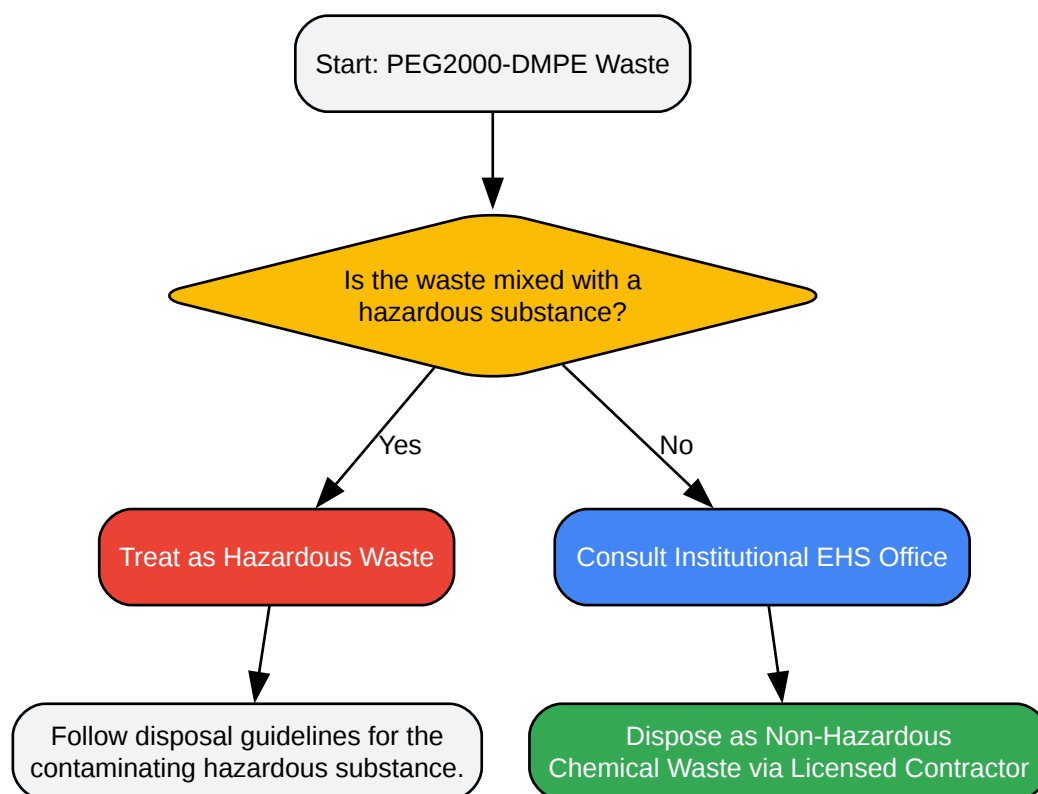 Start: PEG2000-DMPE Waste
Is the waste mixed with a
hazardous substance?
Yes
No
Treat as Hazardous Waste
Consult Institutional EHS Office
Follow disposal guidelines for the
contaminating hazardous substance.
Dispose as Non-Hazardous
Chemical Waste via Licensed Contractor